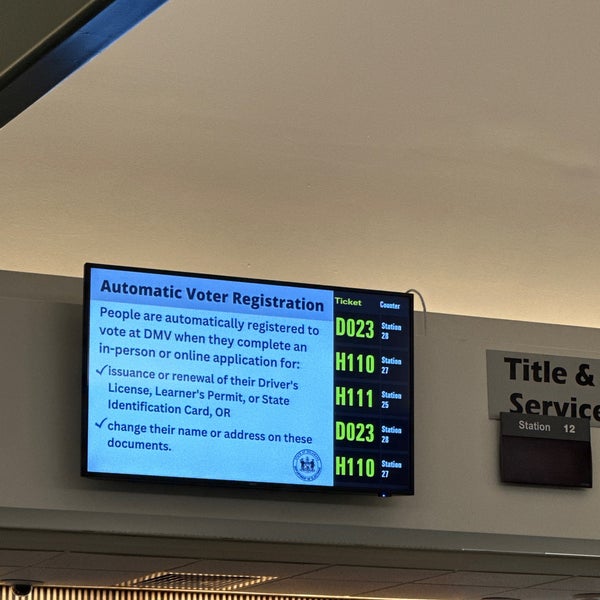 Automatic Voter Registration
People are automatically registered to
vote at DMV when they complete an
in-person or online application for:
✓issuance or renewal of their Driver's
License, Learner's Permit, or State
Identification Card, OR
✓change their name or address on these
documents.
Ticket Counter
D023 Station 28
H110 Station 27
H111 Station 25
D023 Station 28
H110 Station 27
Title &
Service
Station 12